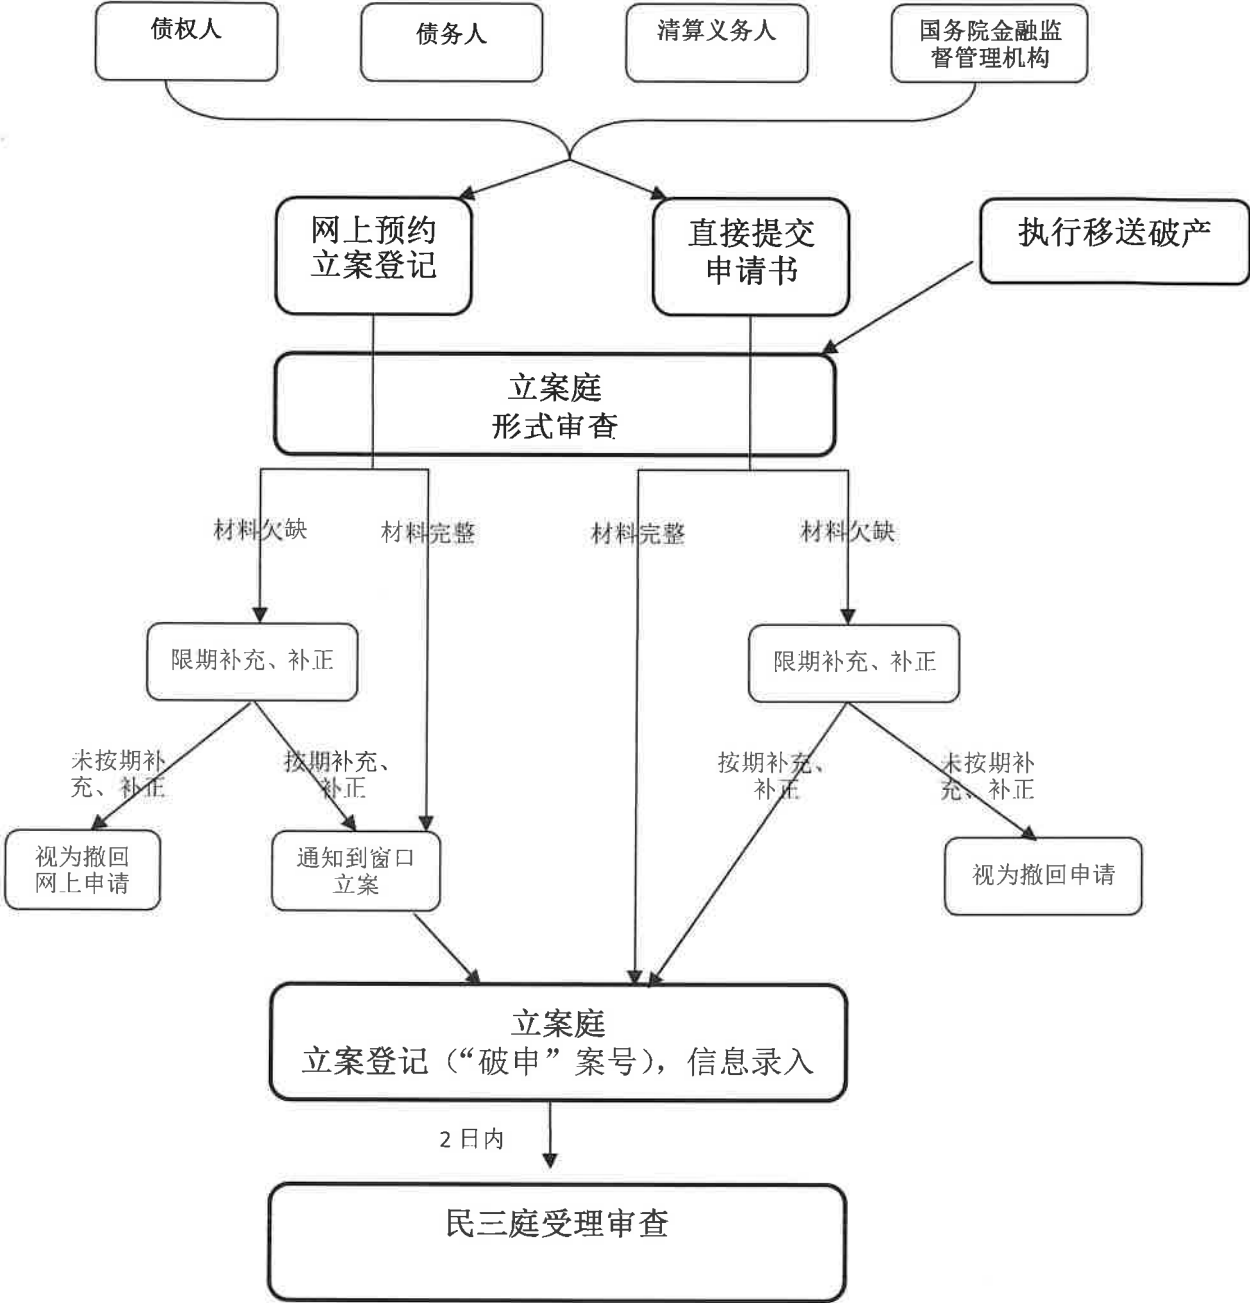 债权人
债务人
清算义务人
国务院金融监
督管理机构
网上预约
立案登记
直接提交
申请书
执行移送破产
立案庭
形式审查
材料欠缺
材料完整
材料完整
材料欠缺
限期补充、补正
限期补充、补正
未按期补
充、补正
按期补充、
补正
按期补充、
补正
未按期补
充、补正
视为撤回
网上申请
通知到窗口
立案
视为撤回申请
立案庭
立案登记（“破申”案号），信息录入
2 日内
民三庭受理审查